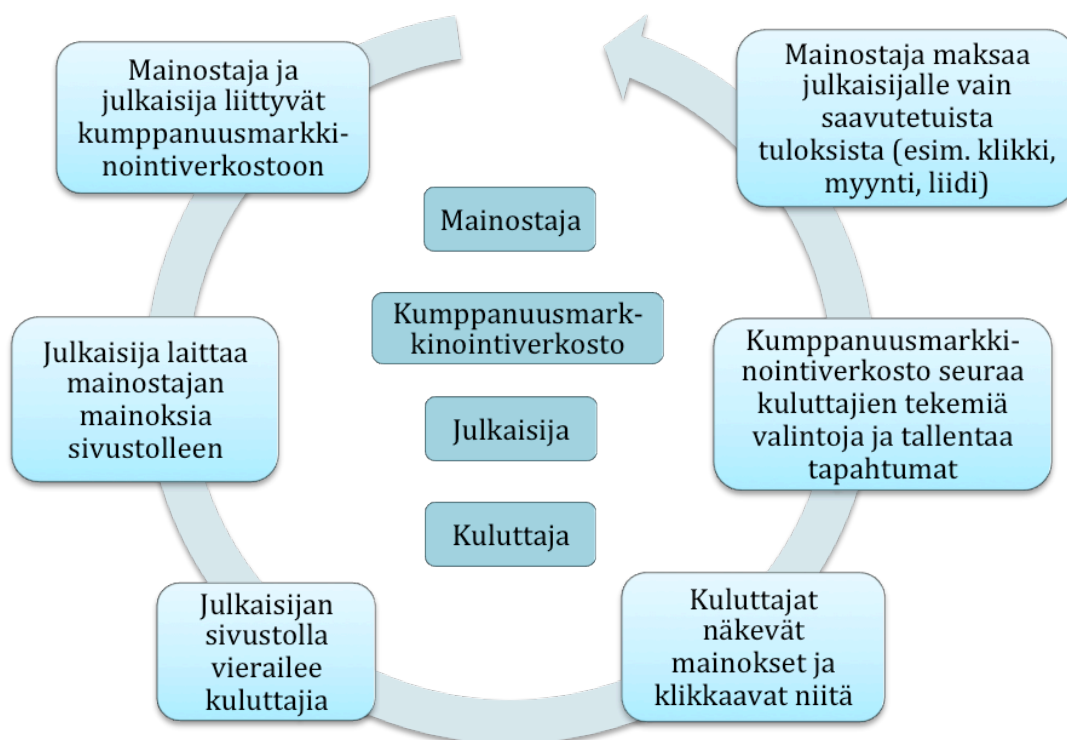 Mainostaja ja
julkaisija liittyvät
kumppanuusmarkki-
nointiverkostoon
Julkaisija laittaa
mainostajan
mainoksia
sivustolleen
Julkaisijan
sivustolla
vierailee
kuluttajia
Kuluttajat
näkevät
mainokset ja
klikkaavat niitä
Kumppanuusmarkki-
nointiverkosto seuraa
kuluttajien tekemiä
valintoja ja tallentaa
tapahtumat
Mainostaja maksaa
julkaisijalle vain
saavutetuista
tuloksista (esim. klikki,
myynti, liidi)
Mainostaja
Kumppanuusmark-
kinointiverkosto
Julkaisija
Kuluttaja